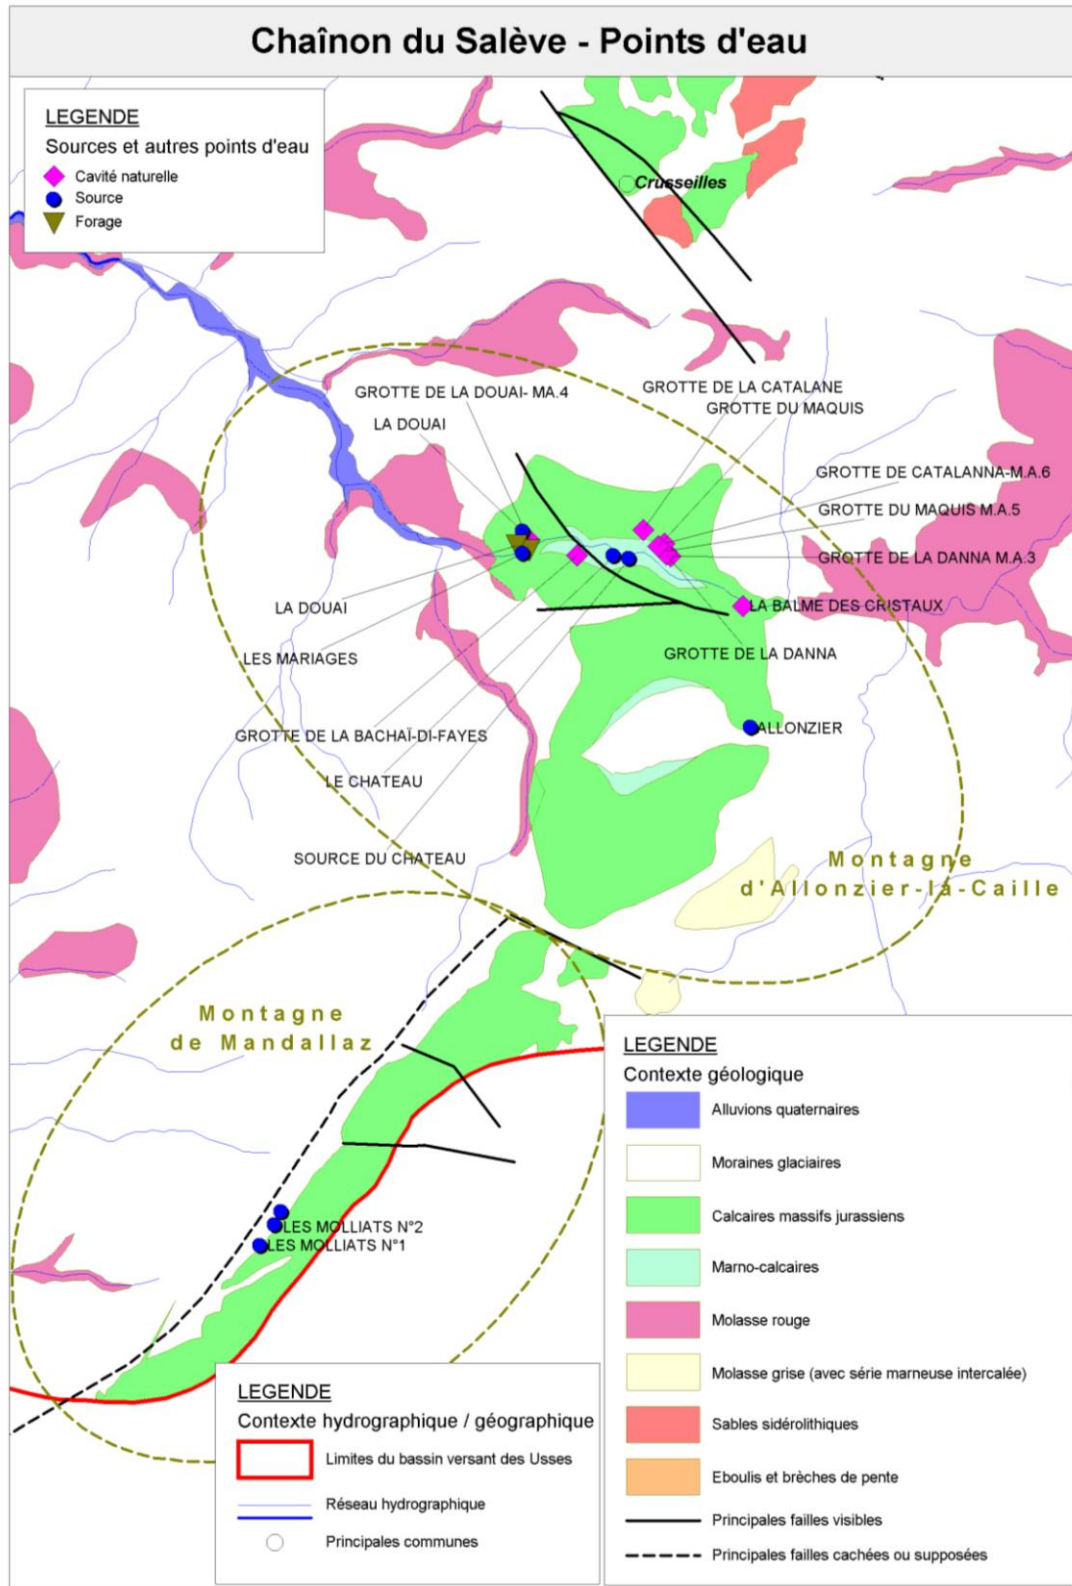 Chaînon du Salève - Points d'eau
LEGENDE
Sources et autres points d'eau
Cavité naturelle
Source
Forage
Crusseilles
GROTTE DE LA DOUAI- MA.4
GROTTE DE LA CATALANE
GROTTE DU MAQUIS
LA DOUAI
GROTTE DE CATALANNA-M.A.6
GROTTE DU MAQUIS M.A.5
GROTTE DE LA DANNA M.A.3
LA DOUAI
LA BALME DES CRISTAUX
LES MARIAGES
GROTTE DE LA DANNA
GROTTE DE LA BACHAÏ-DI-FAYES
ALLONZIER
LE CHATEAU
SOURCE DU CHATEAU
Montagne
d'Allonzier-la-Caille
Montagne
de Mandallaz
LES MOLLIATS N°2
LES MOLLIATS N°1
LEGENDE
Contexte hydrographique / géographique
Limites du bassin versant des Usses
Réseau hydrographique
Principales communes
LEGENDE
Contexte géologique
Alluvions quaternaires
Moraines glaciaires
Calcaires massifs jurassiens
Marno-calcaires
Molasse rouge
Molasse grise (avec série marneuse intercalée)
Sables sidérolithiques
Eboulis et brèches de pente
Principales failles visibles
Principales failles cachées ou supposées